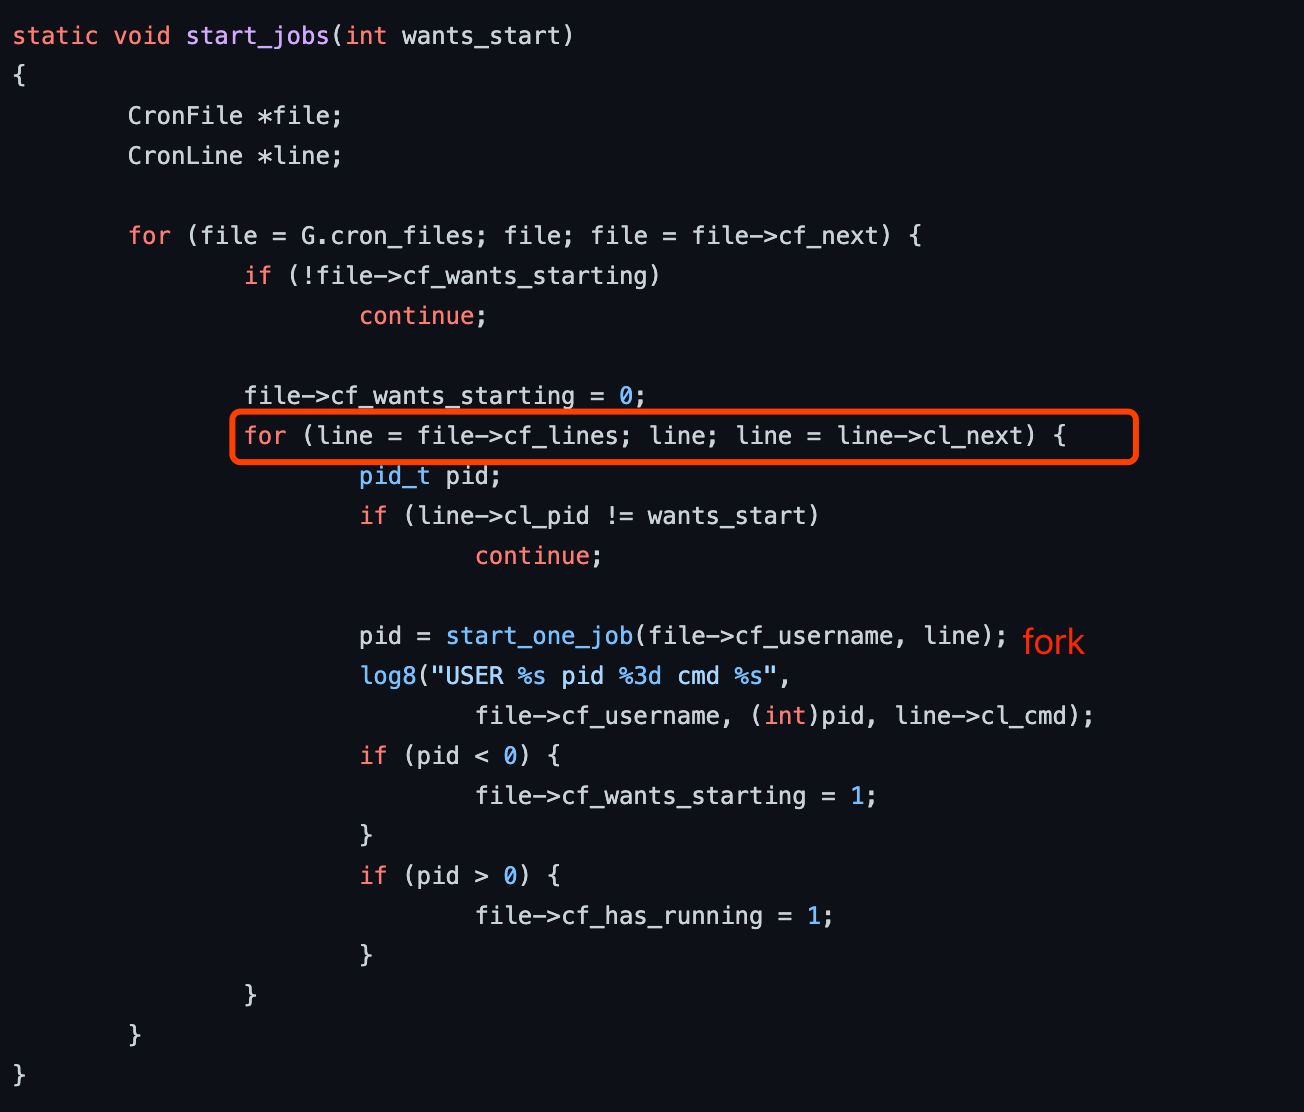 static void start_jobs(int wants_start)
{
CronFile *file;
CronLine *line;
for (file = G.cron_files; file; file = file->cf_next) {
if (!file->cf_wants_starting)
continue;
file->cf_wants_starting = 0;
for (line = file->cf_lines; line; line = line->cl_next) {
pid_t pid;
if (line->cl_pid != wants_start)
continue;
pid = start_one_job(file->cf_username, line); fork
log8("USER %s pid %3d cmd %s",
file->cf_username, (int)pid, line->cl_cmd);
if (pid < 0) {
file->cf_wants_starting = 1;
}
if (pid > 0) {
file->cf_has_running = 1;
}
}
}
}